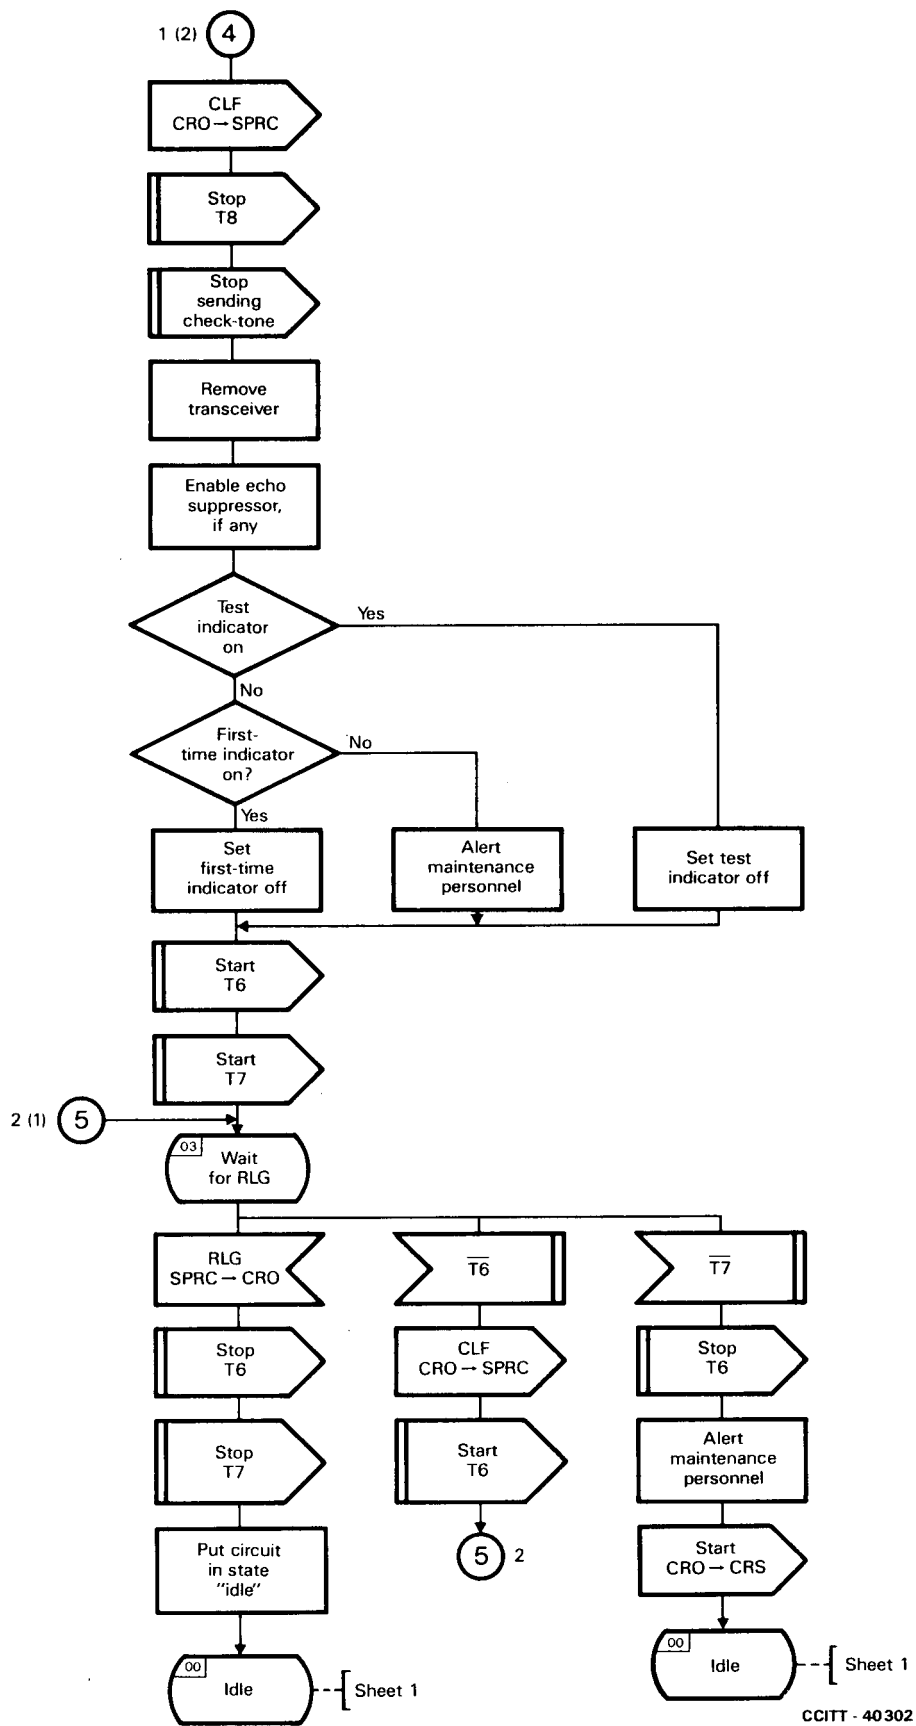 1 (2) 4
CLF
CRO → SPRC
Stop
T8
Stop
sending
check-tone
Remove
transceiver
Enable echo
suppressor,
if any
Test
indicator
on
Yes
No
First-
time indicator
on?
No
Yes
Set
first-time
indicator off
Alert
maintenance
personnel
Set test
indicator off
Start
T6
Start
T7
2 (1) 5
03
Wait
for RLG
RLG
SPRC → CRO
T6
T7
Stop
T6
CLF
CRO → SPRC
Stop
T6
Stop
T7
Start
T6
Alert
maintenance
personnel
Put circuit
in state
"idle"
5 2
Start
CRO → CRS
00
Idle
Sheet 1
00
Idle
Sheet 1
CCITT - 40302